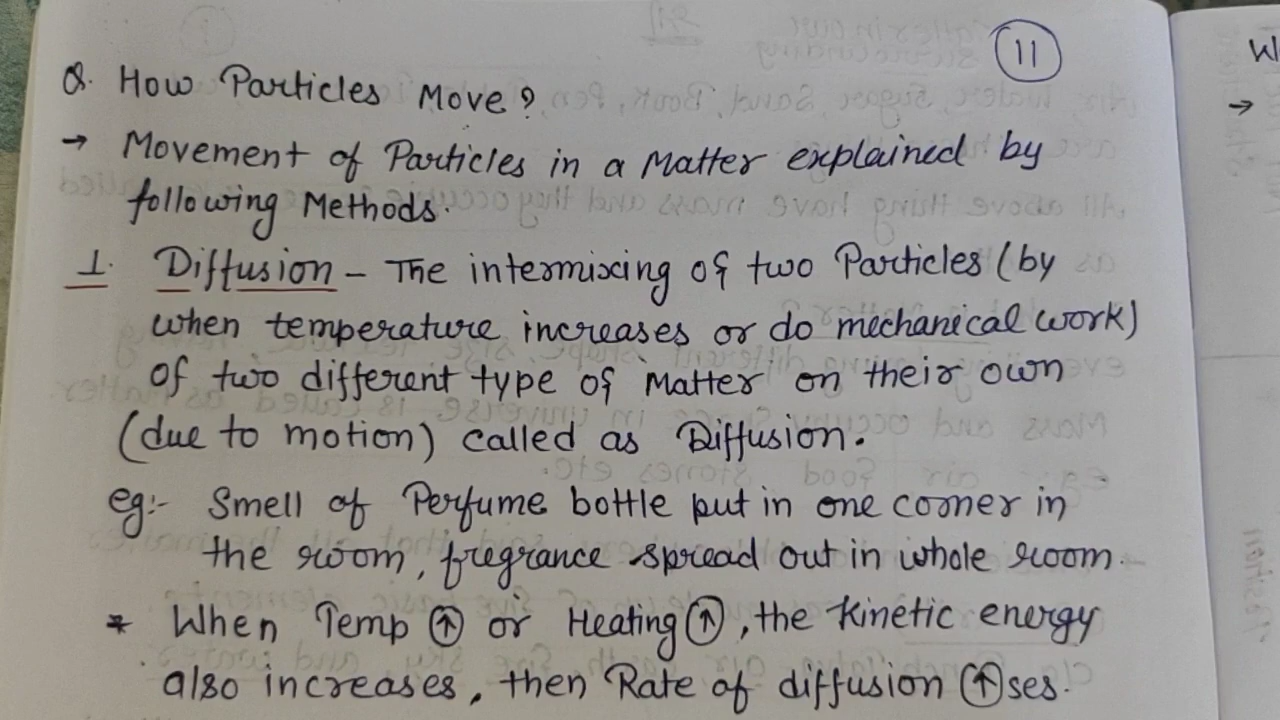 11
Q. How Particles Move?
→ Movement of Particles in a Matter explained by
following Methods.
1. Diffusion - The intermixing of two Particles (by
when temperature increases or do mechanical work)
of two different type of Matter on their own
(due to motion) called as Diffusion.
eg:- Smell of Perfume bottle put in one corner in
the room, fregrance spread out in whole room.
* When Temp ↑ or Heating ↑, the Kinetic energy
also increases, then Rate of diffusion ↑ses.
W
→